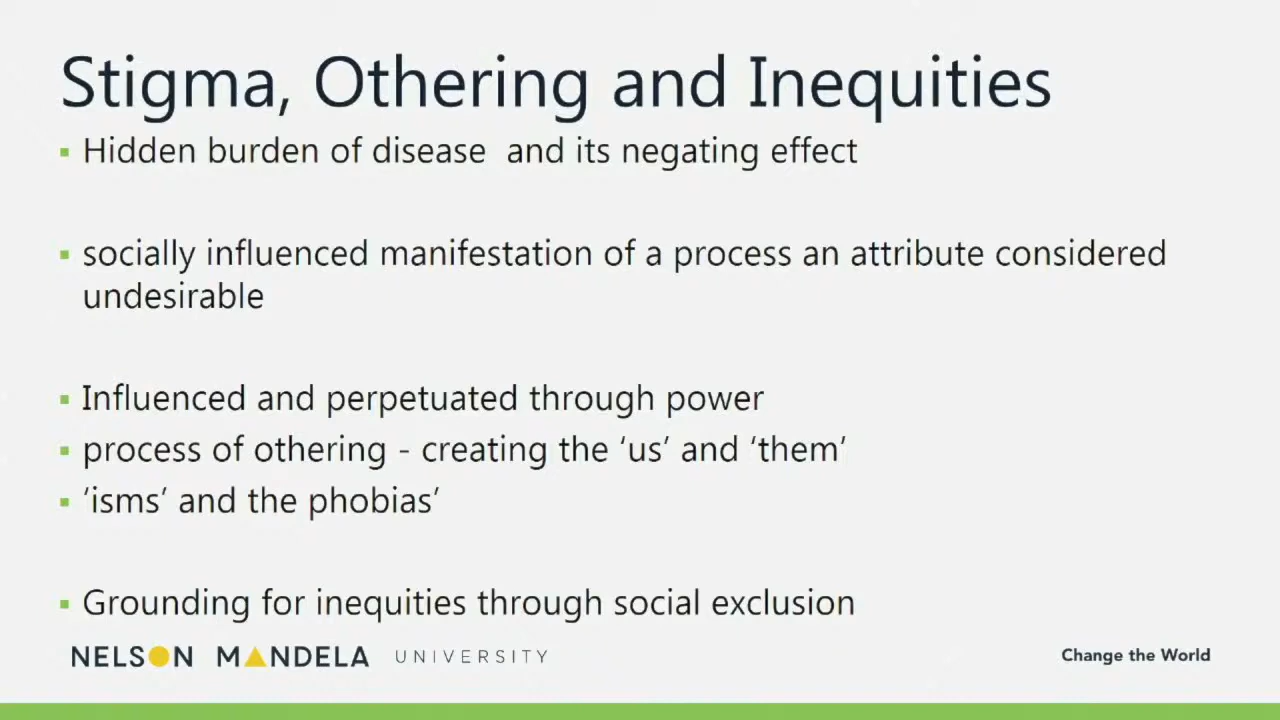 Stigma, Othering and Inequities
Hidden burden of disease  and its negating effect
socially influenced manifestation of a process an attribute considered
undesirable
Influenced and perpetuated through power
process of othering - creating the ‘us’ and ‘them’
‘isms’ and the phobias’
Grounding for inequities through social exclusion
NELSON MANDELA UNIVERSITY
Change the World